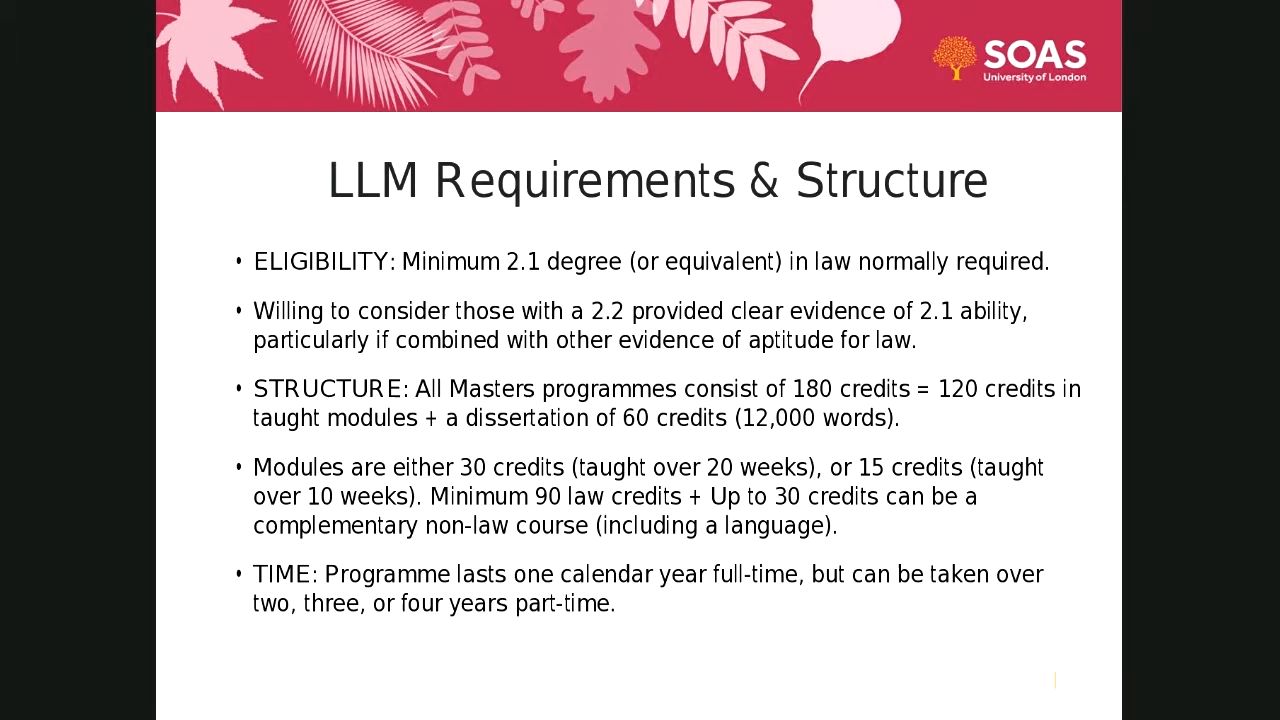 SOAS
University of London
LLM Requirements & Structure
• ELIGIBILITY: Minimum 2.1 degree (or equivalent) in law normally required.
• Willing to consider those with a 2.2 provided clear evidence of 2.1 ability,
particularly if combined with other evidence of aptitude for law.
• STRUCTURE: All Masters programmes consist of 180 credits = 120 credits in
taught modules + a dissertation of 60 credits (12,000 words).
• Modules are either 30 credits (taught over 20 weeks), or 15 credits (taught
over 10 weeks). Minimum 90 law credits + Up to 30 credits can be a
complementary non-law course (including a language).
• TIME: Programme lasts one calendar year full-time, but can be taken over
two, three, or four years part-time.